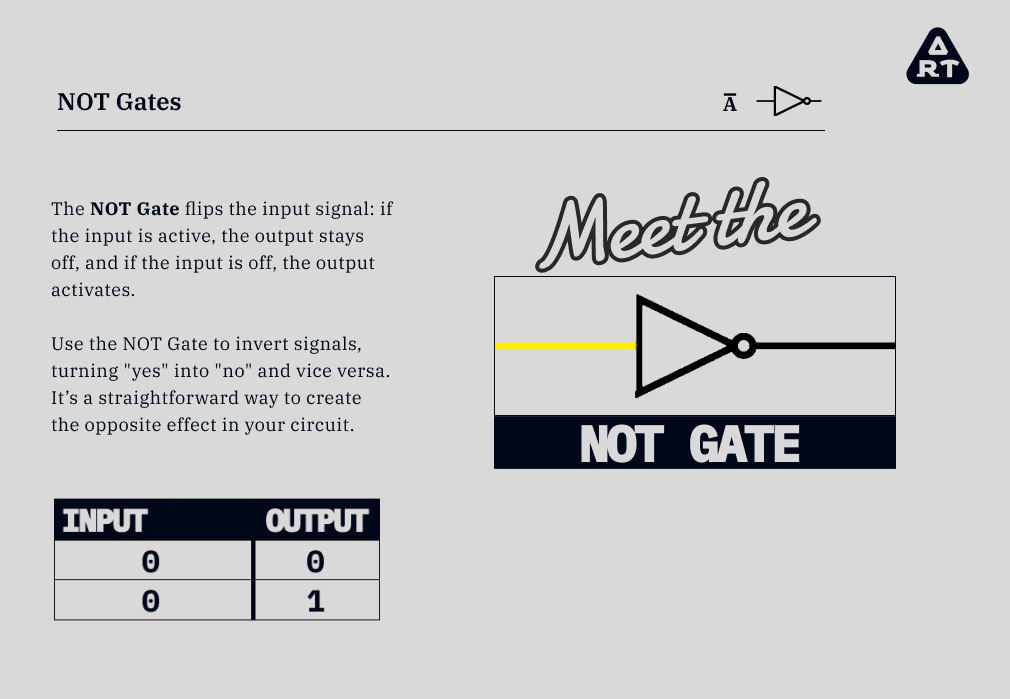 A
RT
NOT Gates
A̅
The NOT Gate flips the input signal: if
the input is active, the output stays
off, and if the input is off, the output
activates.
Use the NOT Gate to invert signals,
turning "yes" into "no" and vice versa.
It’s a straightforward way to create
the opposite effect in your circuit.
INPUT OUTPUT
0 0
0 1
Meet the
NOT GATE